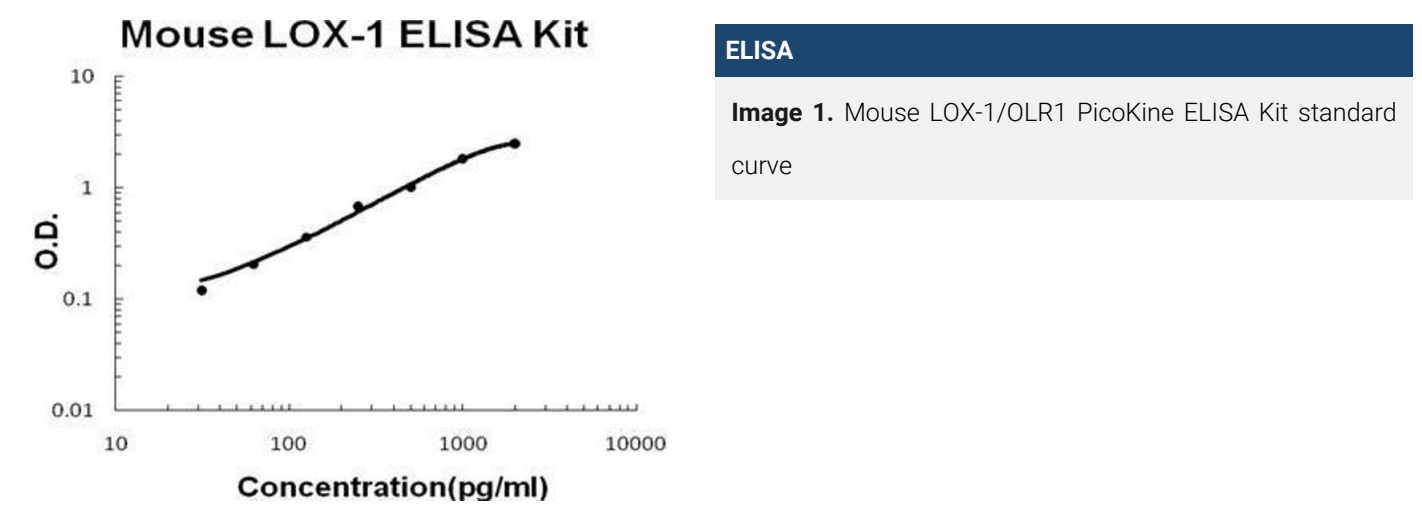 Mouse LOX-1 ELISA Kit
10
1
0.1
0.01
O.D.
10 100 1000 10000
Concentration(pg/ml)
ELISA
Image 1. Mouse LOX-1/OLR1 PicoKine ELISA Kit standard
curve